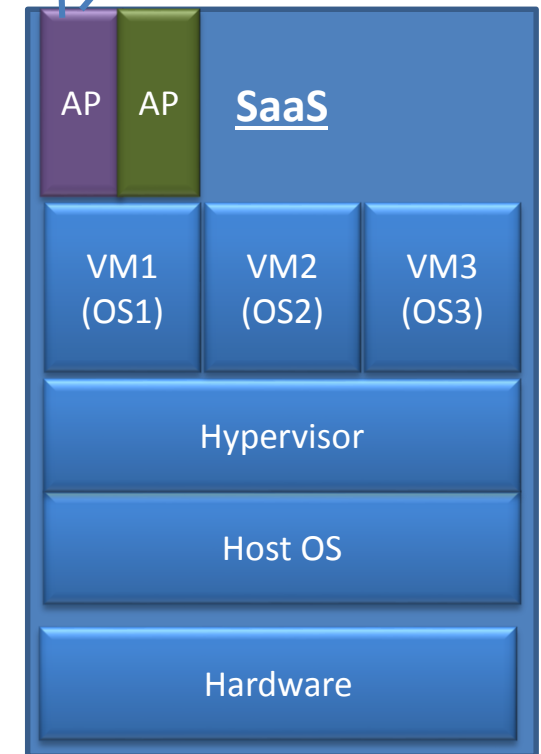 AP AP SaaS
VM1 VM2 VM3
(OS1) (OS2) (OS3)
Hypervisor
Host OS
Hardware